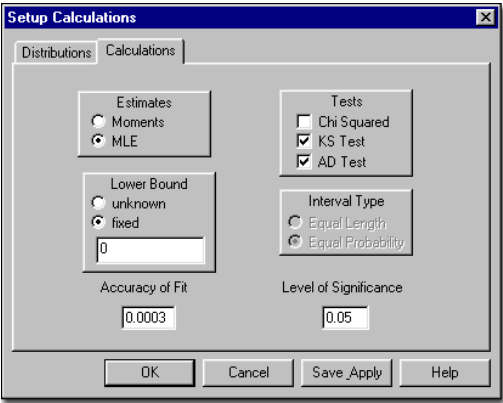 Setup Calculations
Distributions Calculations
Estimates
Moments
MLE
Tests
Chi Squared
KS Test
AD Test
Lower Bound
unknown
fixed
0
Interval Type
Equal Length
Equal Probability
Accuracy of Fit
0.0003
Level of Significance
0.05
OK Cancel Save_Apply Help